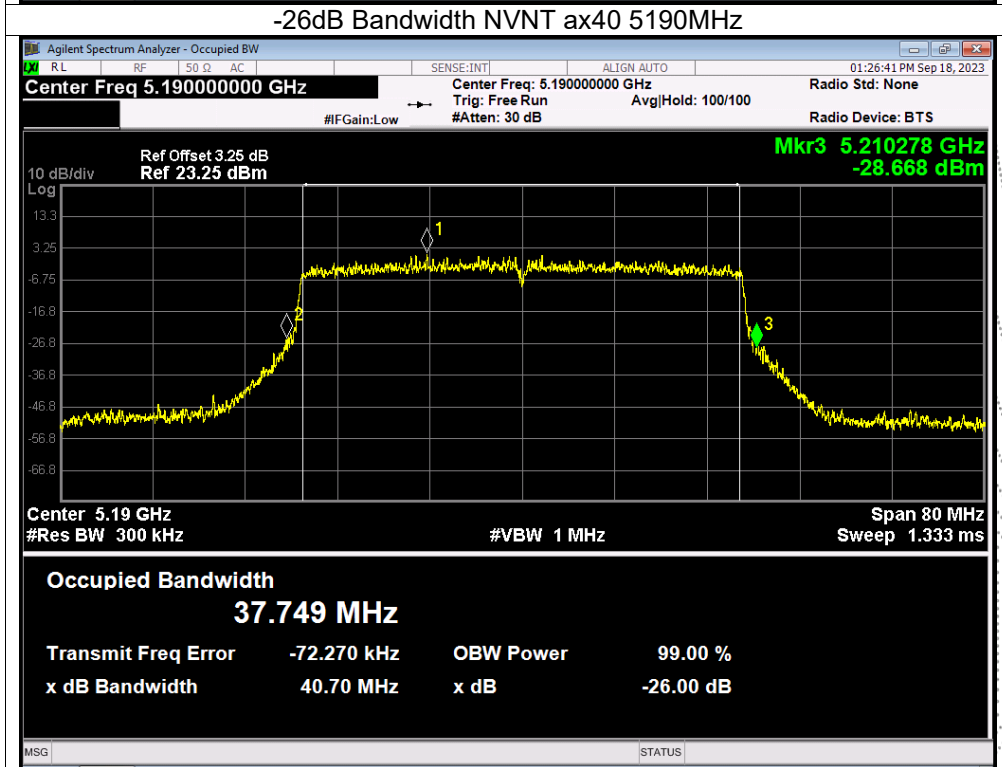 -26dB Bandwidth NVNT ax40 5190MHz
Agilent Spectrum Analyzer - Occupied BW
LXI RL RF 50 Ω AC SENSE:INT ALIGN AUTO 01:26:41 PM Sep 18, 2023
Center Freq 5.190000000 GHz Center Freq: 5.190000000 GHz Radio Std: None
Trig: Free Run Avg|Hold: 100/100
#IFGain:Low #Atten: 30 dB Radio Device: BTS
Mkr3 5.210278 GHz
-28.668 dBm
Ref Offset 3.25 dB
10 dB/div Ref 23.25 dBm
Log
13.3
3.25
-6.75
-16.8
-26.8
-36.8
-46.8
-56.8
-66.8
1
2
3
Center 5.19 GHz Span 80 MHz
#Res BW 300 kHz #VBW 1 MHz Sweep 1.333 ms
Occupied Bandwidth
37.749 MHz
Transmit Freq Error -72.270 kHz OBW Power 99.00 %
x dB Bandwidth 40.70 MHz x dB -26.00 dB
MSG STATUS